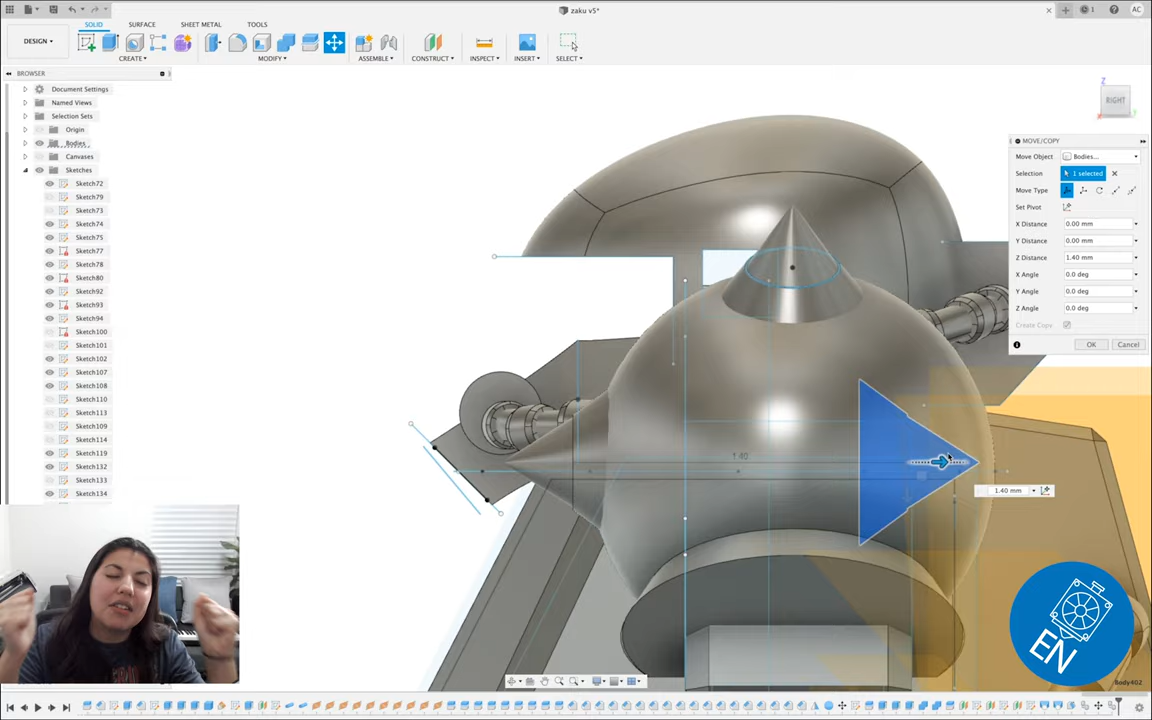 zaku v5*
1
AC
DESIGN
SOLID
SURFACE
SHEET METAL
TOOLS
CREATE
MODIFY
ASSEMBLE
CONSTRUCT
INSPECT
INSERT
SELECT
BROWSER
Document Settings
Named Views
Selection Sets
Origin
Bodies
Canvases
Sketches
Sketch72
Sketch79
Sketch73
Sketch74
Sketch75
Sketch77
Sketch78
Sketch80
Sketch92
Sketch93
Sketch94
Sketch100
Sketch101
Sketch102
Sketch107
Sketch108
Sketch110
Sketch113
Sketch109
Sketch114
Sketch119
Sketch132
Sketch133
Sketch134
Z
RIGHT
MOVE/COPY
Move Object Bodies...
Selection 1 selected
Move Type
Set Pivot
X Distance 0.00 mm
Y Distance 0.00 mm
Z Distance 1.40 mm
X Angle 0.0 deg
Y Angle 0.0 deg
Z Angle 0.0 deg
Create Copy
OK Cancel
1.40
1.40 mm
EN
Body402